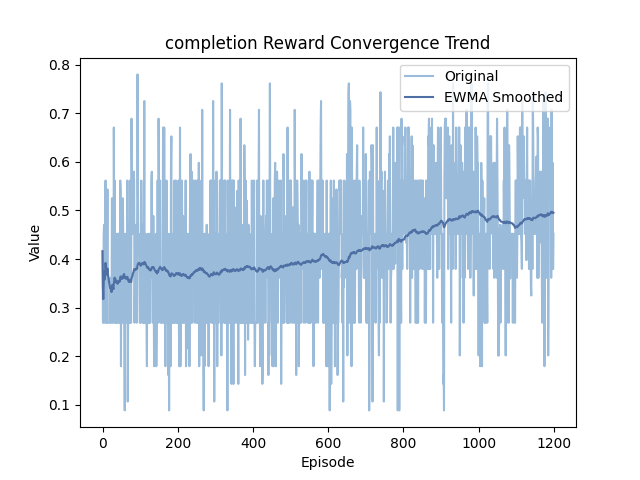 completion Reward Convergence Trend
Original
EWMA Smoothed
Value
0.8
0.7
0.6
0.5
0.4
0.3
0.2
0.1
0 200 400 600 800 1000 1200
Episode